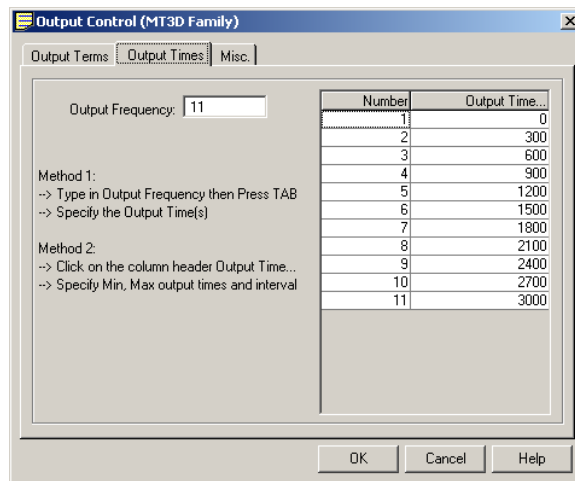 Output Control (MT3D Family)
Output Terms Output Times Misc.
Output Frequency: 11
Method 1:
--> Type in Output Frequency then Press TAB
--> Specify the Output Time(s)
Method 2:
--> Click on the column header Output Time...
--> Specify Min, Max output times and interval
Number Output Time...
1 0
2 300
3 600
4 900
5 1200
6 1500
7 1800
8 2100
9 2400
10 2700
11 3000
OK Cancel Help